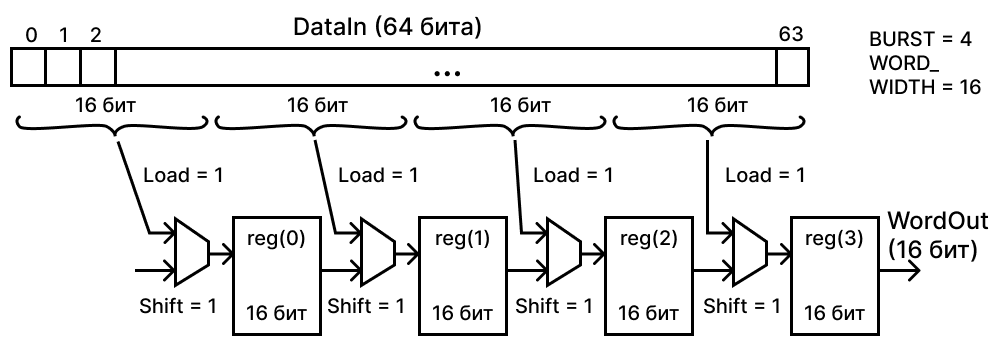 DataIn (64 бита)
0 1 2 ... 63
BURST = 4
WORD_
WIDTH = 16
16 бит 16 бит 16 бит 16 бит
Load = 1 Load = 1 Load = 1 Load = 1
reg(0) reg(1) reg(2) reg(3)
WordOut
(16 бит)
Shift = 1 Shift = 1 Shift = 1 Shift = 1
16 бит 16 бит 16 бит 16 бит